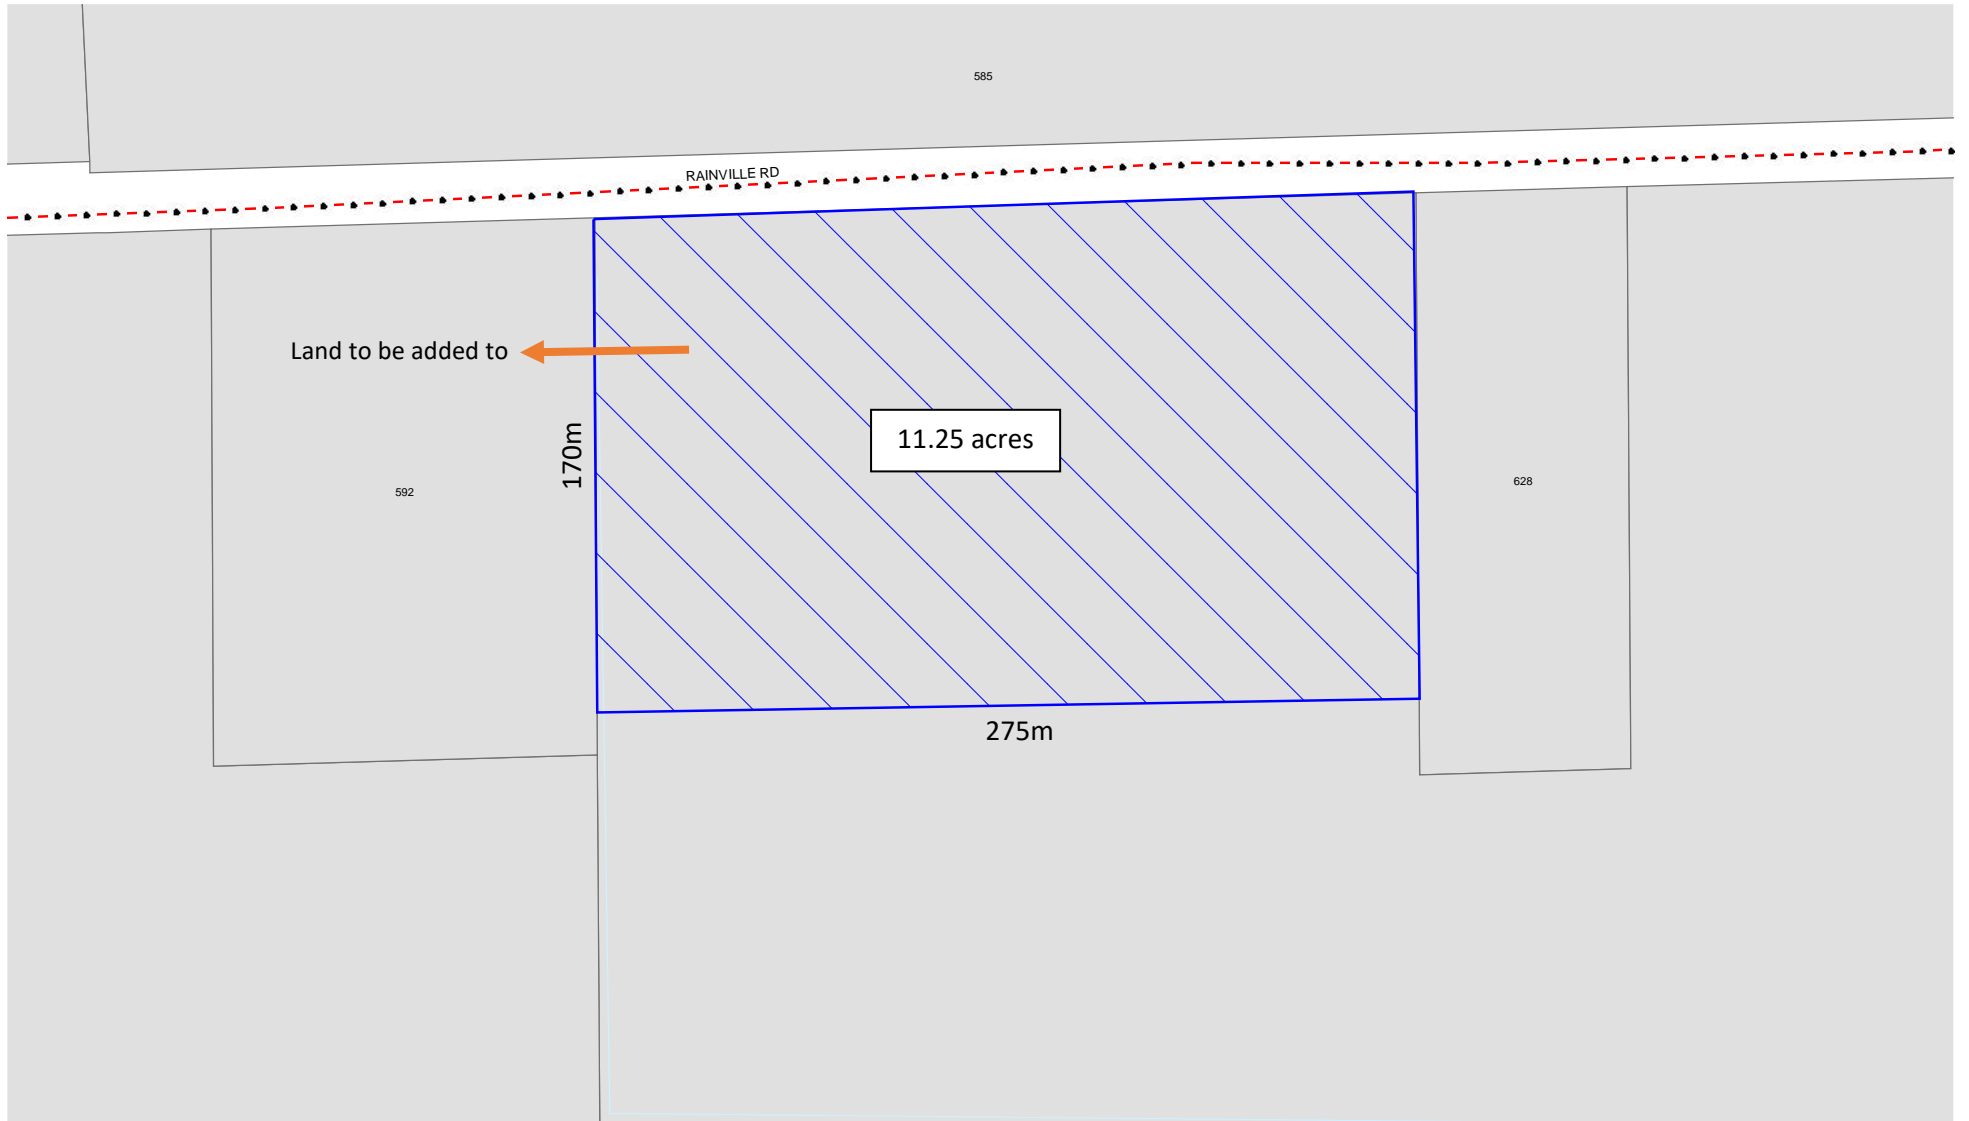 585
RAINVILLE RD
Land to be added to
11.25 acres
170m
592
628
275m